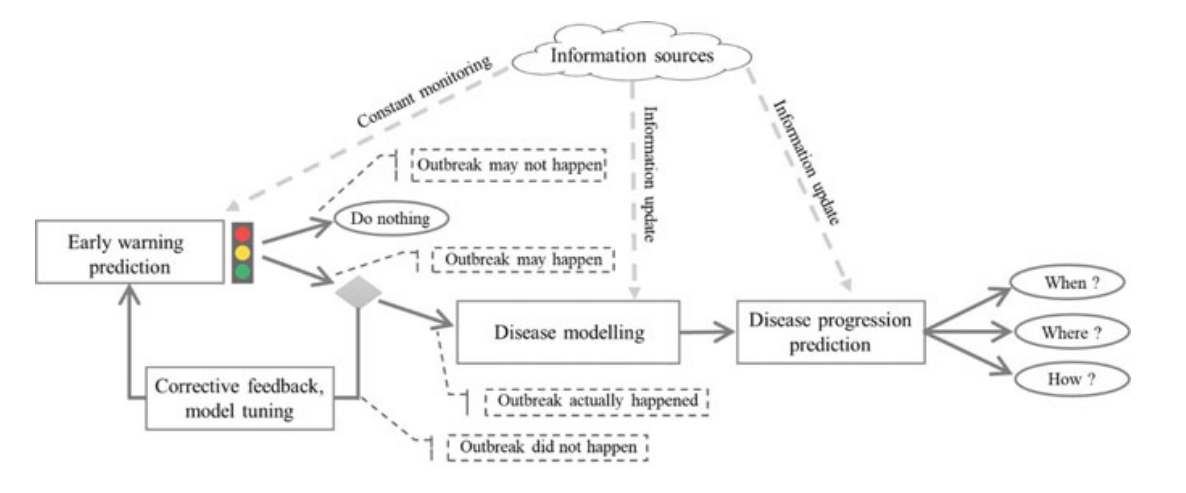 Information sources
Constant monitoring
Information update
Information update
Outbreak may not happen
Do nothing
Early warning
prediction
Outbreak may happen
Disease modelling
Disease progression
prediction
When ?
Where ?
How ?
Corrective feedback,
model tuning
Outbreak actually happened
Outbreak did not happen